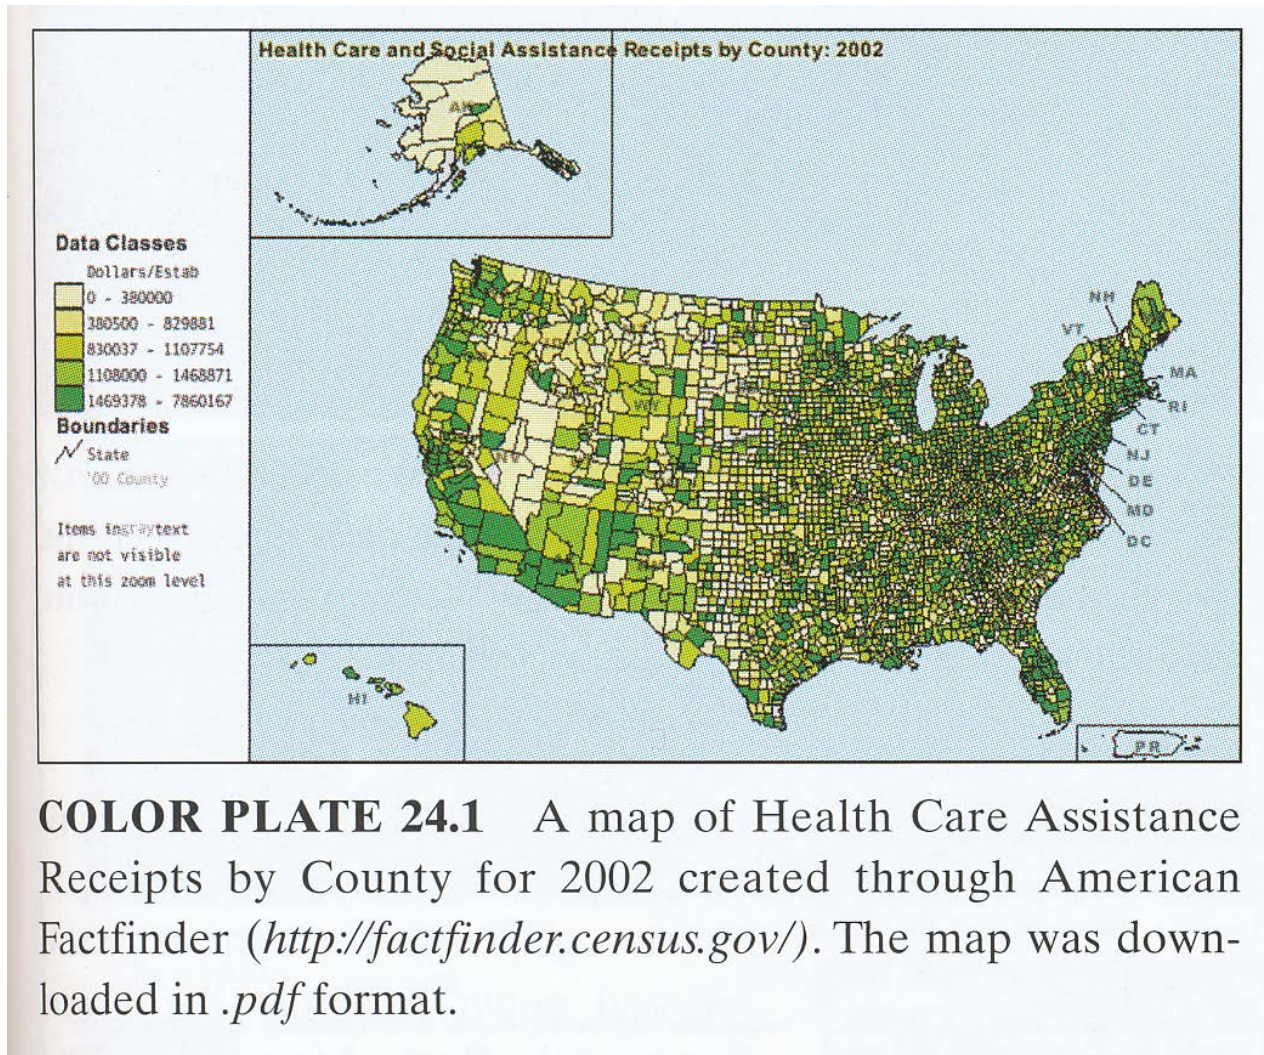 Health Care and Social Assistance Receipts by County: 2002
AK
Data Classes
Dollars/Estab
0 - 380000
380500 - 829881
830037 - 1107754
1108000 - 1468871
1469378 - 7860167
Boundaries
State
'00 County
Items in gray text
are not visible
at this zoom level
NH
VT
MA
RI
CT
NJ
DE
MD
DC
WY
NV
HI
PR
COLOR PLATE 24.1 A map of Health Care Assistance
Receipts by County for 2002 created through American
Factfinder (http://factfinder.census.gov/). The map was down-
loaded in .pdf format.